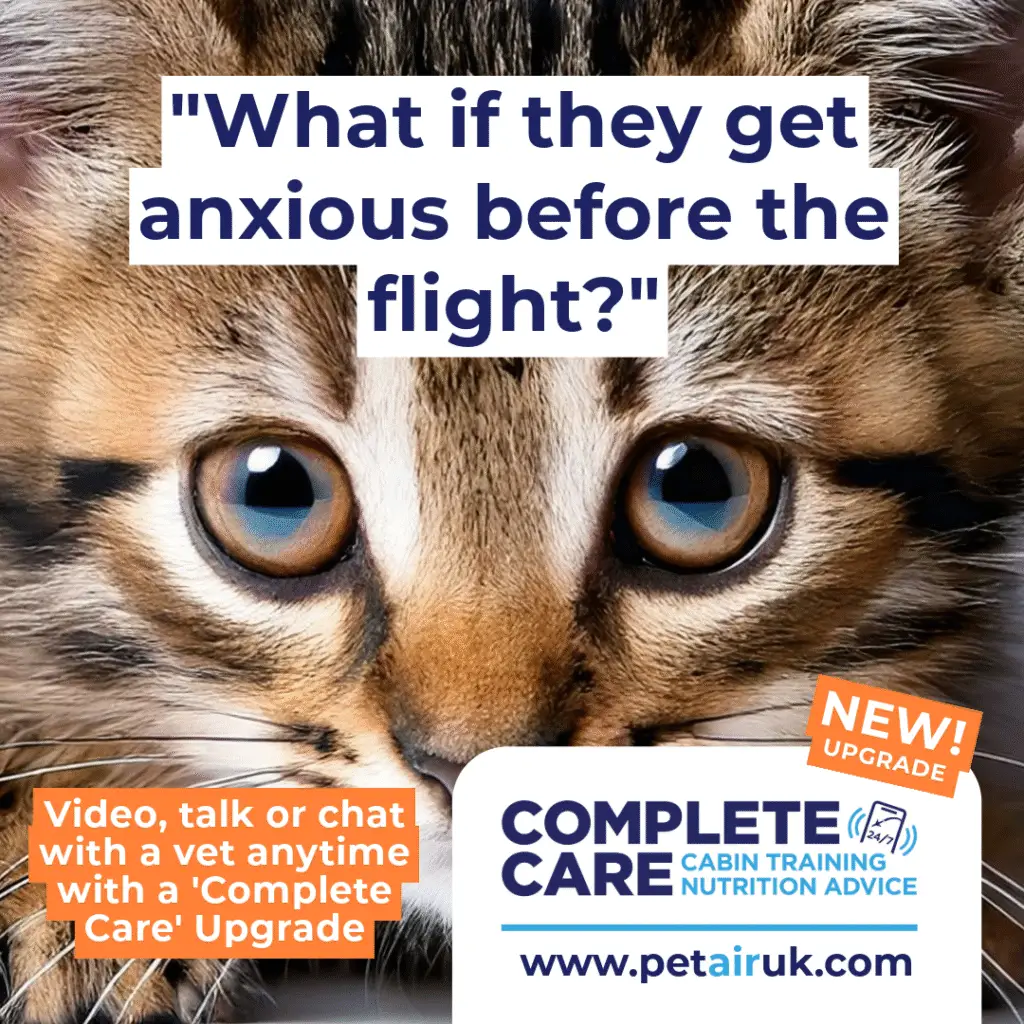 "What if they get
anxious before the
flight?"
NEW!
UPGRADE
Video, talk or chat
with a vet anytime
with a 'Complete
Care' Upgrade
COMPLETE
CARE
24/7
CABIN TRAINING
NUTRITION ADVICE
www.petairuk.com